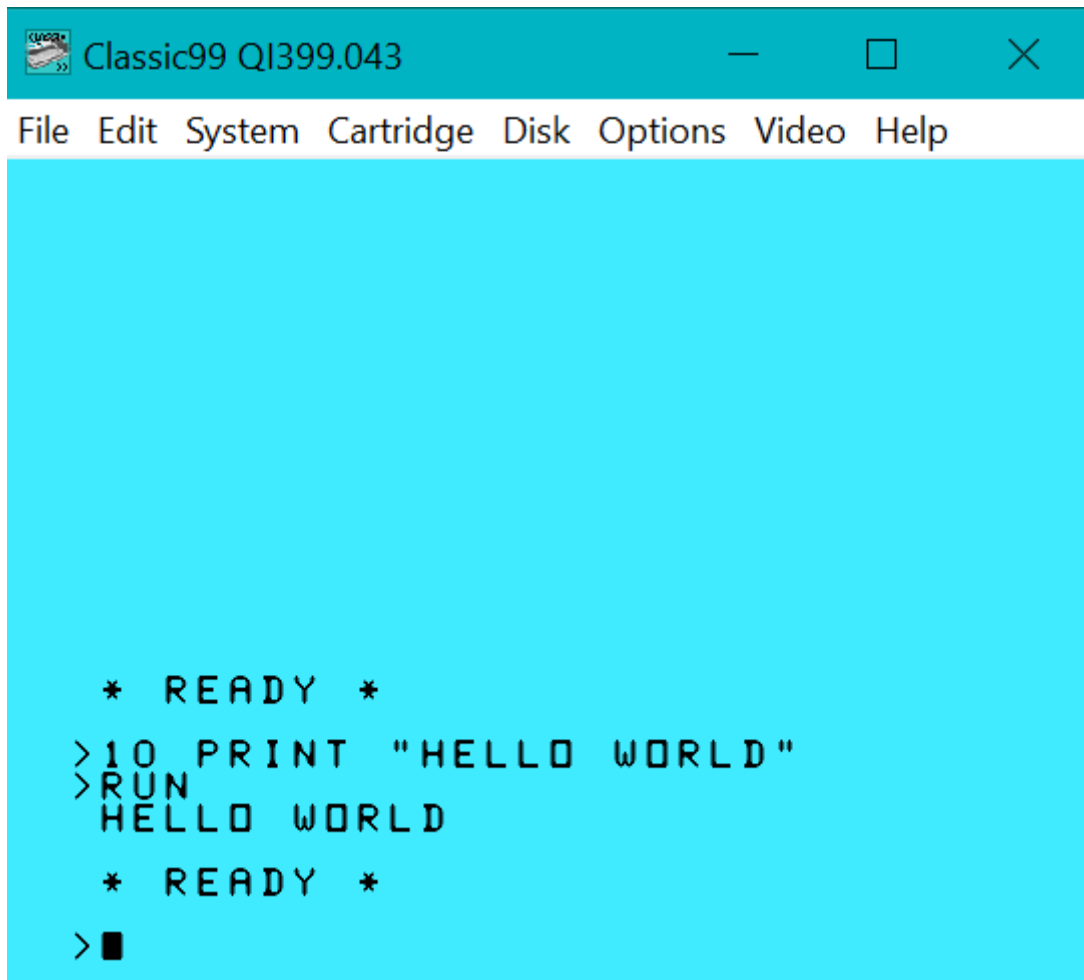 Classic99 QI399.043
File Edit System Cartridge Disk Options Video Help
* READY *
>10 PRINT "HELLO WORLD"
>RUN
HELLO WORLD
* READY *
>